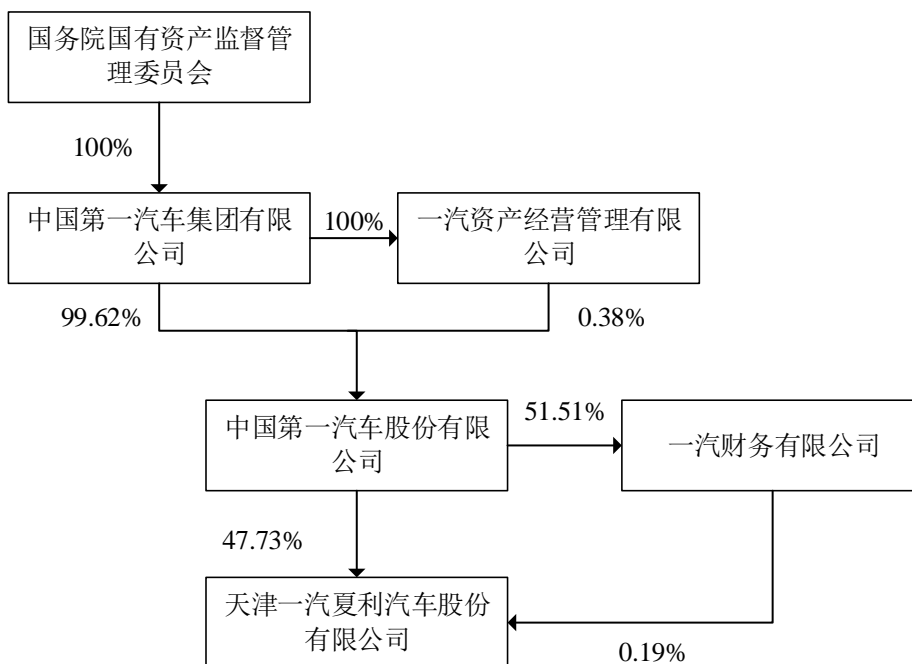 国务院国有资产监督管
理委员会
100%
中国第一汽车集团有限
公司
100%
一汽资产经营管理有限
公司
99.62%
0.38%
中国第一汽车股份有限
公司
51.51%
一汽财务有限公司
47.73%
天津一汽夏利汽车股份
有限公司
0.19%